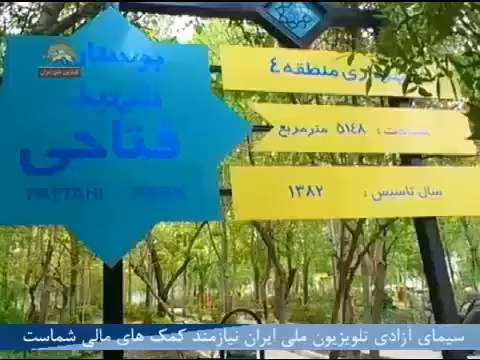 بوستان
شهید
فتاحی
FATTAHI PARK
شهرداری منطقه ٤
مساحت : ٥١٤٨ مترمربع
سال تاسیس : ١٣٨٢
سیمای آزادی تلویزیون ملی ایران نیازمند کمک های مالی شماست